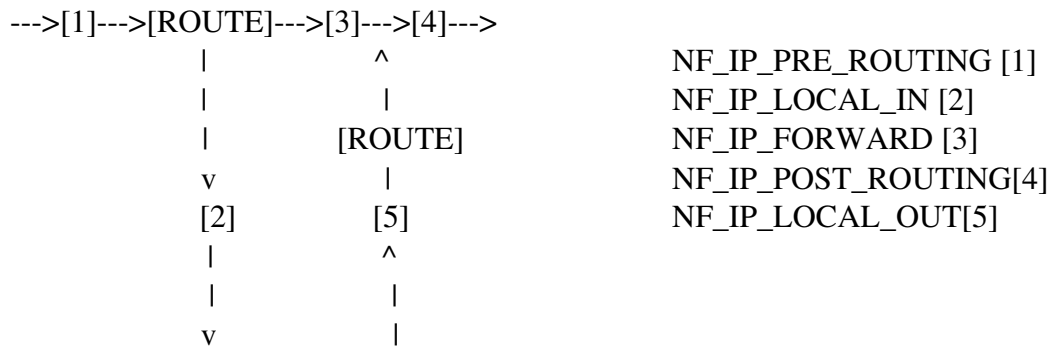 --->[1]--->[ROUTE]--->[3]--->[4]--->
| ^ NF_IP_PRE_ROUTING [1]
| | NF_IP_LOCAL_IN [2]
| [ROUTE] NF_IP_FORWARD [3]
v | NF_IP_POST_ROUTING[4]
[2] [5] NF_IP_LOCAL_OUT[5]
| ^
| |
v |